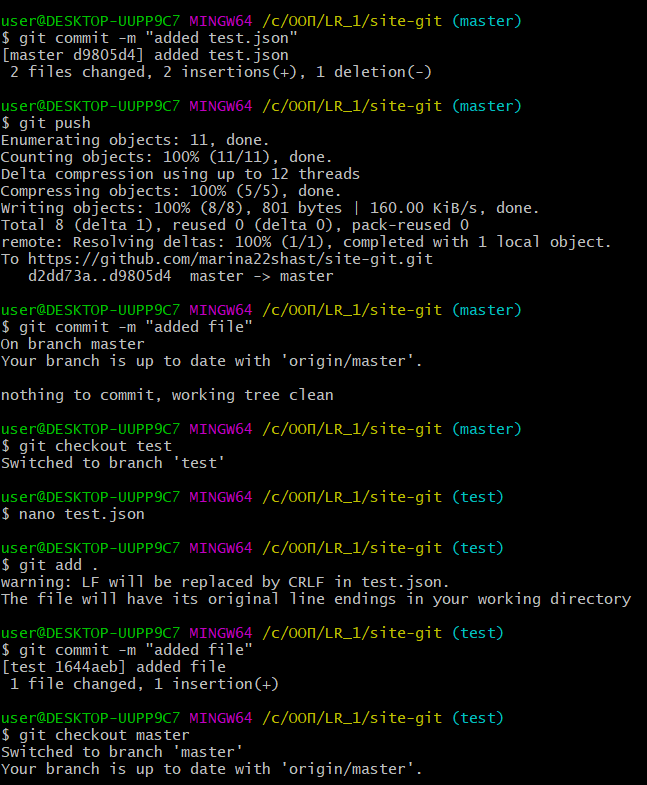 user@DESKTOP-UUPP9C7 MINGW64 /c/ООП/LR_1/site-git (master)
$ git commit -m "added test.json"
[master d9805d4] added test.json
 2 files changed, 2 insertions(+), 1 deletion(-)

user@DESKTOP-UUPP9C7 MINGW64 /c/ООП/LR_1/site-git (master)
$ git push
Enumerating objects: 11, done.
Counting objects: 100% (11/11), done.
Delta compression using up to 12 threads
Compressing objects: 100% (5/5), done.
Writing objects: 100% (8/8), 801 bytes | 160.00 KiB/s, done.
Total 8 (delta 1), reused 0 (delta 0), pack-reused 0
remote: Resolving deltas: 100% (1/1), completed with 1 local object.
To https://github.com/marina22shast/site-git.git
   d2dd73a..d9805d4  master -> master

user@DESKTOP-UUPP9C7 MINGW64 /c/ООП/LR_1/site-git (master)
$ git commit -m "added file"
On branch master
Your branch is up to date with 'origin/master'.

nothing to commit, working tree clean

user@DESKTOP-UUPP9C7 MINGW64 /c/ООП/LR_1/site-git (master)
$ git checkout test
Switched to branch 'test'

user@DESKTOP-UUPP9C7 MINGW64 /c/ООП/LR_1/site-git (test)
$ nano test.json

user@DESKTOP-UUPP9C7 MINGW64 /c/ООП/LR_1/site-git (test)
$ git add .
warning: LF will be replaced by CRLF in test.json.
The file will have its original line endings in your working directory

user@DESKTOP-UUPP9C7 MINGW64 /c/ООП/LR_1/site-git (test)
$ git commit -m "added file"
[test 1644aeb] added file
 1 file changed, 1 insertion(+)

user@DESKTOP-UUPP9C7 MINGW64 /c/ООП/LR_1/site-git (test)
$ git checkout master
Switched to branch 'master'
Your branch is up to date with 'origin/master'.